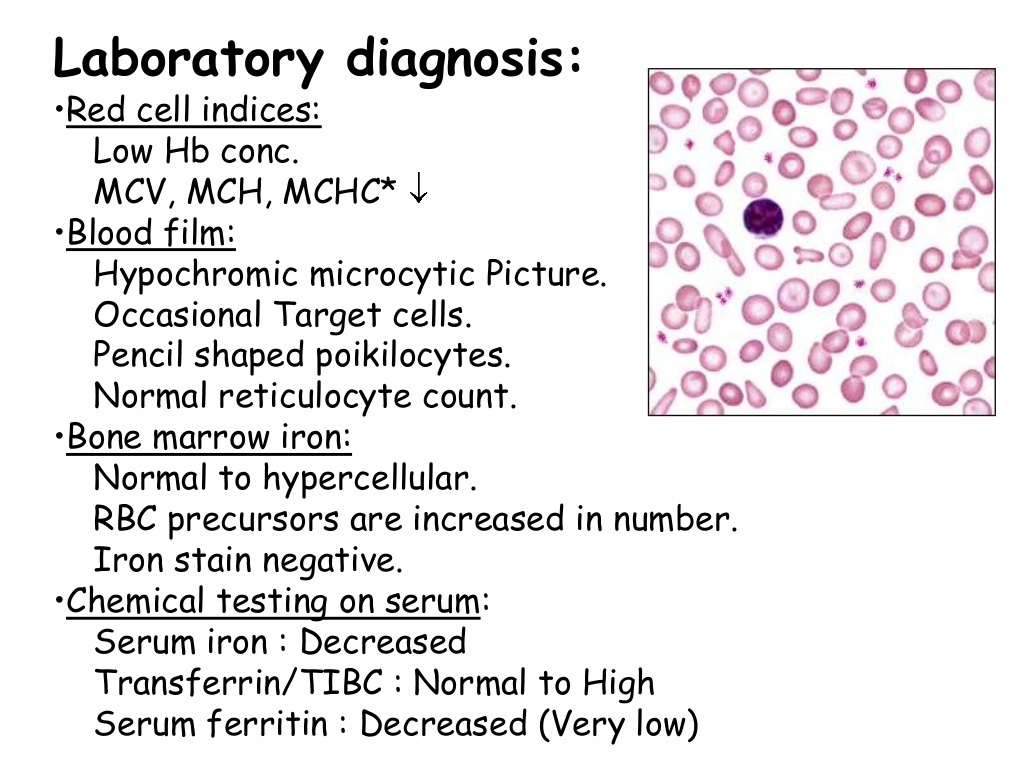 Laboratory diagnosis:
•Red cell indices:
Low Hb conc.
MCV, MCH, MCHC* ↓
•Blood film:
Hypochromic microcytic Picture.
Occasional Target cells.
Pencil shaped poikilocytes.
Normal reticulocyte count.
•Bone marrow iron:
Normal to hypercellular.
RBC precursors are increased in number.
Iron stain negative.
•Chemical testing on serum:
Serum iron : Decreased
Transferrin/TIBC : Normal to High
Serum ferritin : Decreased (Very low)